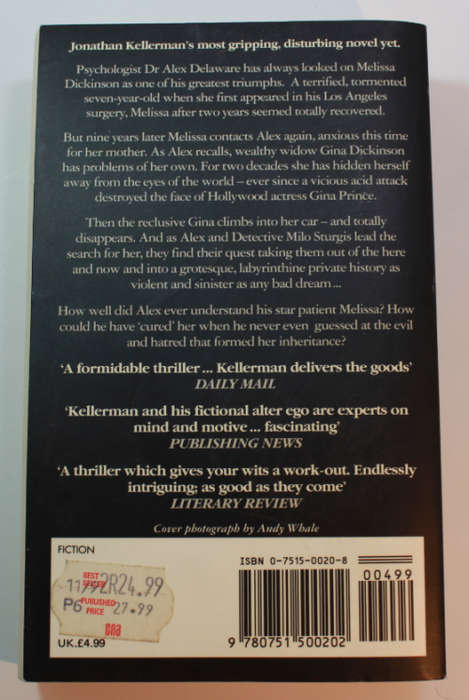 Jonathan Kellerman's most gripping, disturbing novel yet.
Psychologist Dr Alex Delaware has always looked on Melissa
Dickinson as one of his greatest triumphs. A terrified, tormented
seven-year-old when she first appeared in his Los Angeles
surgery, Melissa after two years seemed totally recovered.
But nine years later Melissa contacts Alex again, anxious this time
for her mother. As Alex recalls, wealthy widow Gina Dickinson
has problems of her own. For two decades she has hidden herself
away from the eyes of the world – ever since a vicious acid attack
destroyed the face of Hollywood actress Gina Prince.
Then the reclusive Gina climbs into her car – and totally
disappears. And as Alex and Detective Milo Sturgis lead the
search for her, they find their quest taking them out of the here
and now and into a grotesque, labyrinthine private history as
violent and sinister as any bad dream ...
How well did Alex ever understand his star patient Melissa? How
could he have 'cured' her when he never even guessed at the evil
and hatred that formed her inheritance?
'A formidable thriller ... Kellerman delivers the goods'
DAILY MAIL
'Kellerman and his fictional alter ego are experts on
mind and motive ... fascinating'
PUBLISHING NEWS
'A thriller which gives your wits a work-out. Endlessly
intriguing; as good as they come'
LITERARY REVIEW
Cover photograph by Andy Whale
FICTION
BEST
SELLER
R24.99
P6
PUBLISHED
PRICE
27.99
cna
UK.£4.99
ISBN 0-7515-0020-8
00499
9 780751 500202